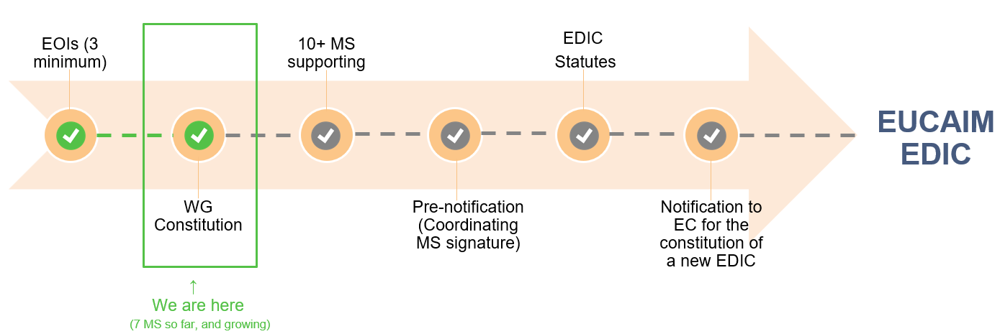 EOIs (3
minimum)
WG
Constitution
10+ MS
supporting
Pre-notification
(Coordinating
MS signature)
EDIC
Statutes
Notification to
EC for the
constitution of
a new EDIC
EUCAIM
EDIC
↑
We are here
(7 MS so far, and growing)